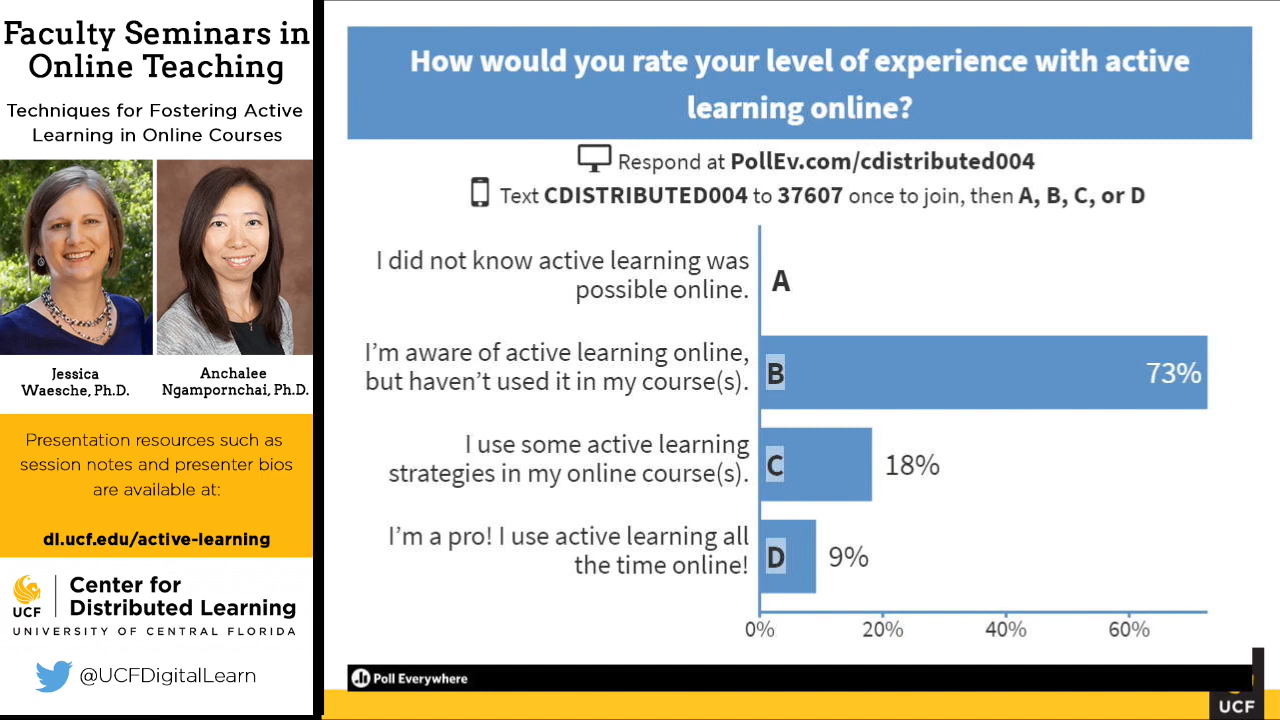 Faculty Seminars in
Online Teaching
Techniques for Fostering Active
Learning in Online Courses
Jessica
Waesche, Ph.D.
Anchalee
Ngampornchai, Ph.D.
Presentation resources such as
session notes and presenter bios
are available at:
dl.ucf.edu/active-learning
UCF
Center for
Distributed Learning
UNIVERSITY OF CENTRAL FLORIDA
@UCFDigitalLearn
How would you rate your level of experience with active
learning online?
Respond at PollEv.com/cdistributed004
Text CDISTRIBUTED004 to 37607 once to join, then A, B, C, or D
I did not know active learning was
possible online.
A
I'm aware of active learning online,
but haven't used it in my course(s).
B
73%
I use some active learning
strategies in my online course(s).
C
18%
I'm a pro! I use active learning all
the time online!
D
9%
0% 20% 40% 60%
Poll Everywhere
UCF